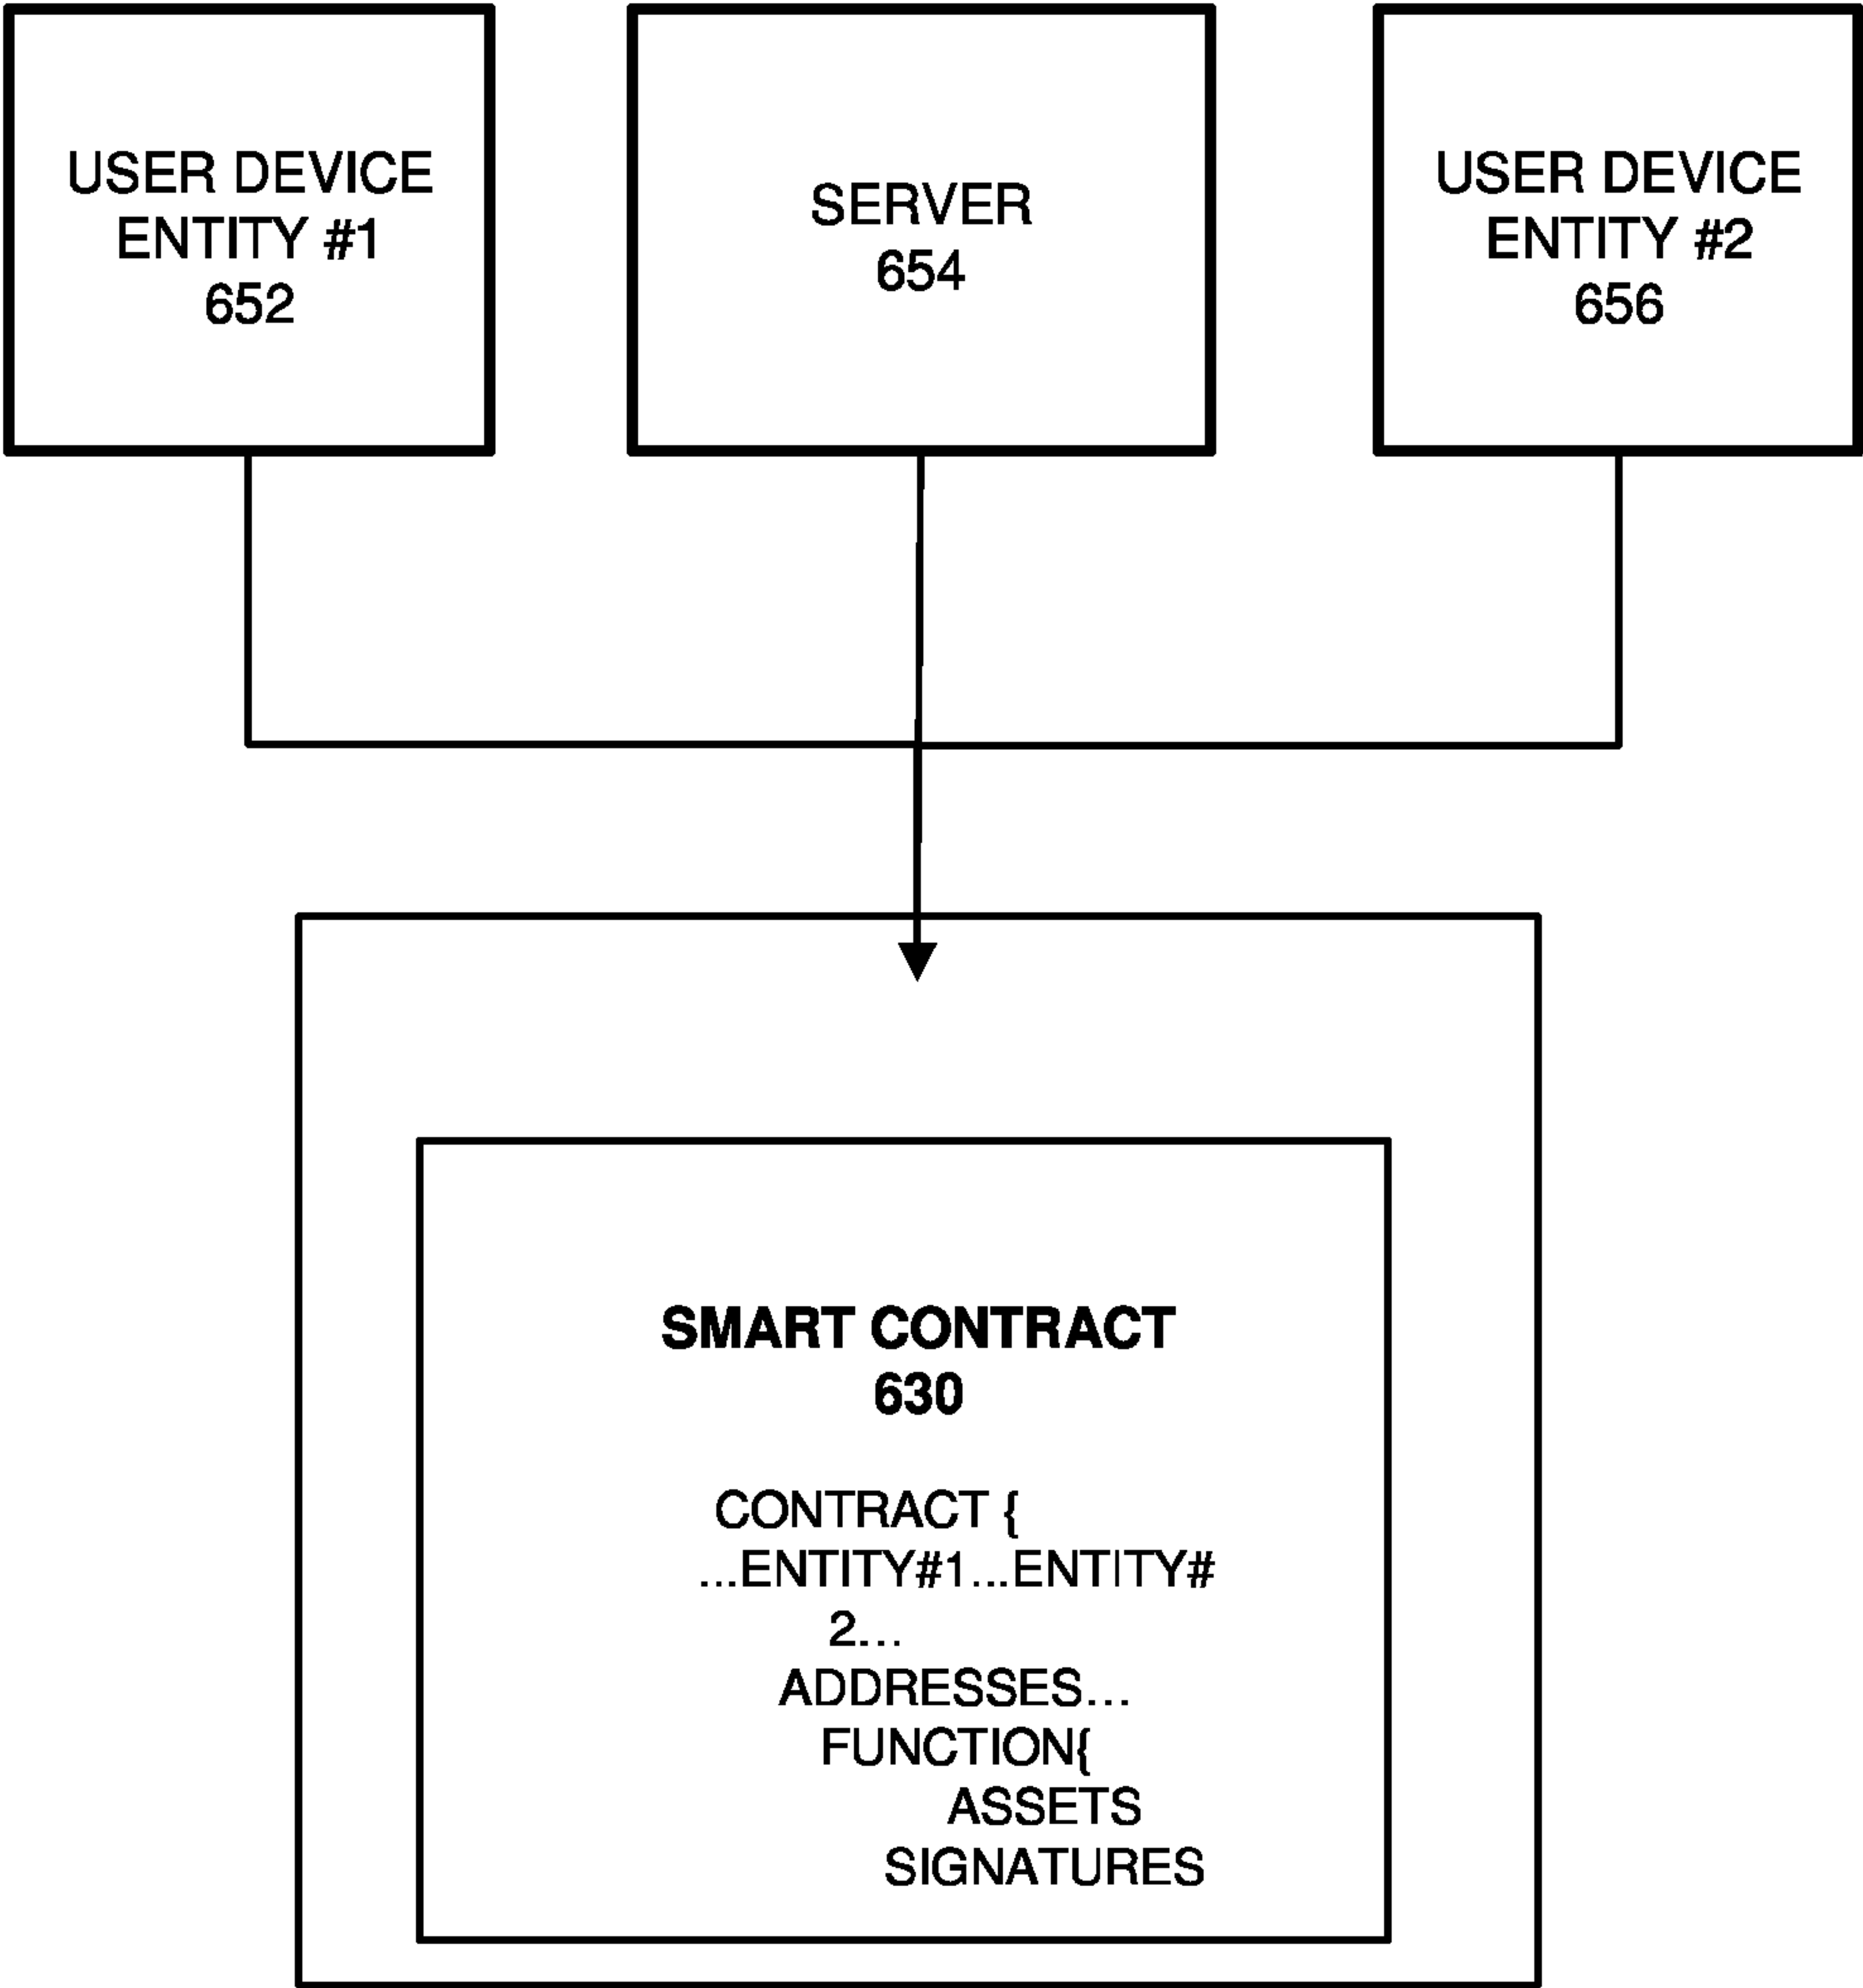 USER DEVICE
ENTITY #1
652
SERVER
654
USER DEVICE
ENTITY #2
656
SMART CONTRACT
630
CONTRACT {
...ENTITY#1...ENTITY#
2...
ADDRESSES...
FUNCTION{
ASSETS
SIGNATURES